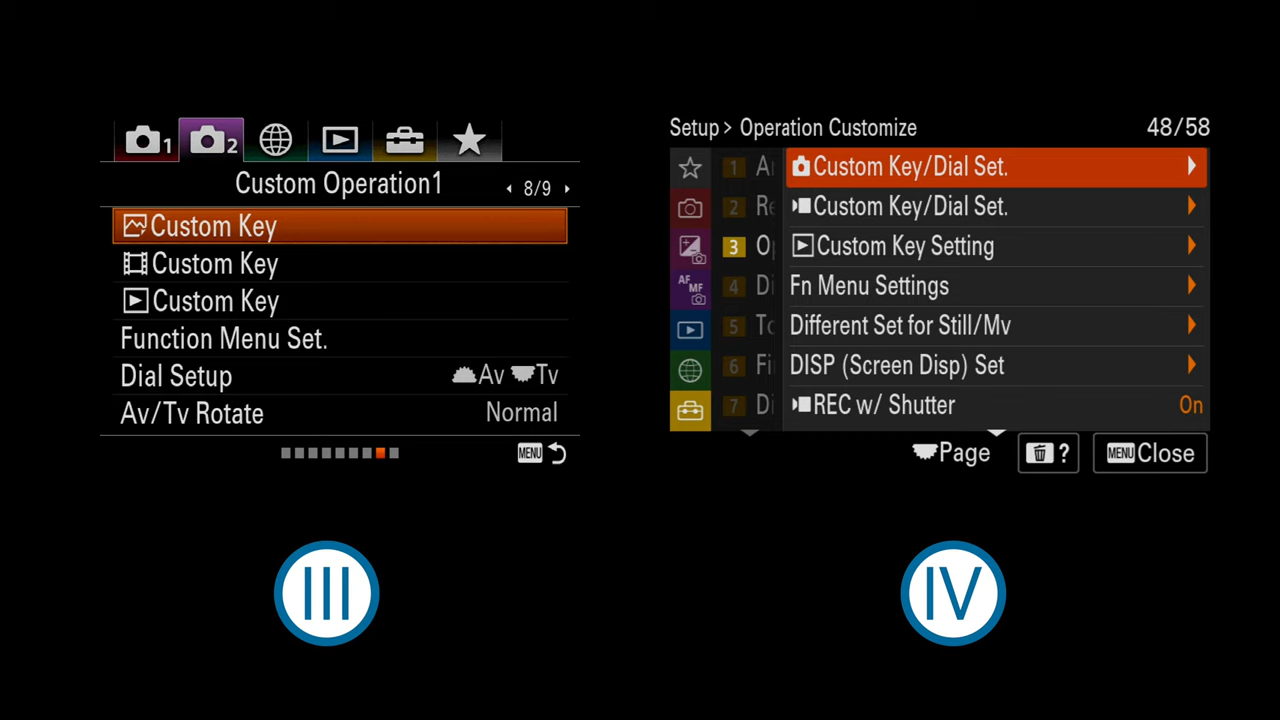 1 2
Custom Operation1 8/9
Custom Key
Custom Key
Custom Key
Function Menu Set.
Dial Setup Av Tv
Av/Tv Rotate Normal
MENU
III
Setup> Operation Customize 48/58
1 Custom Key/Dial Set.
2 Custom Key/Dial Set.
3 Custom Key Setting
AF MF 4 Fn Menu Settings
5 Different Set for Still/Mv
6 DISP (Screen Disp) Set
7 REC w/ Shutter On
Page ? MENU Close
IV